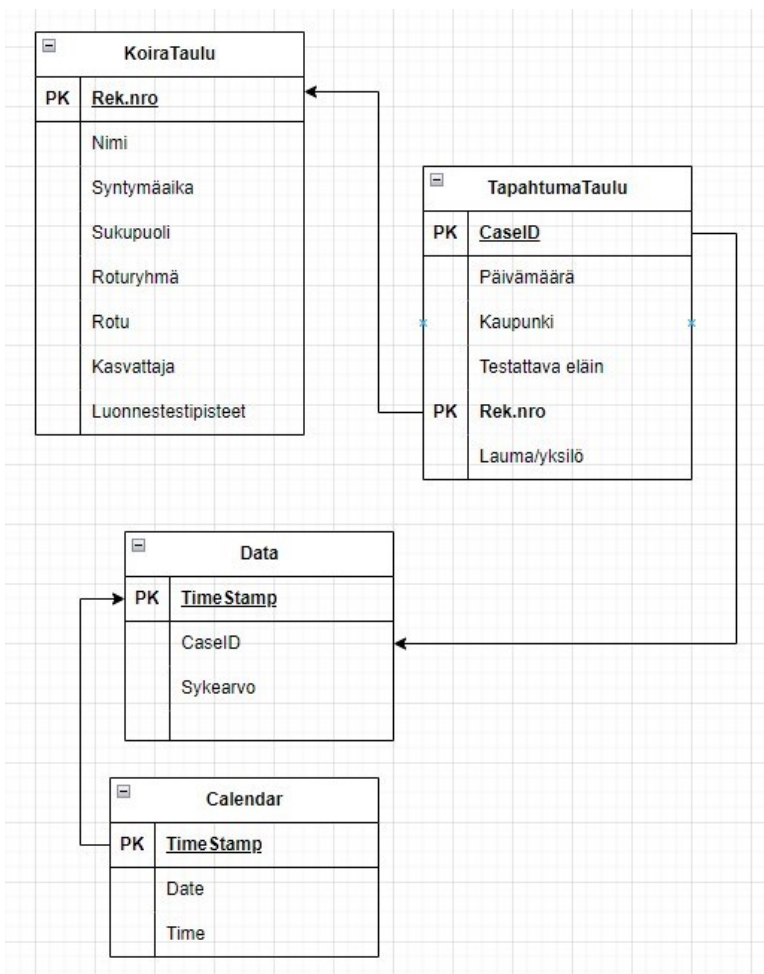 KoiraTaulu
PK Rek.nro
Nimi
Syntymäaika
Sukupuoli
Roturyhmä
Rotu
Kasvattaja
Luonnestestipisteet
TapahtumaTaulu
PK CaseID
Päivämäärä
Kaupunki
Testattava eläin
PK Rek.nro
Lauma/yksilö
Data
PK TimeStamp
CaseID
Sykearvo
Calendar
PK TimeStamp
Date
Time